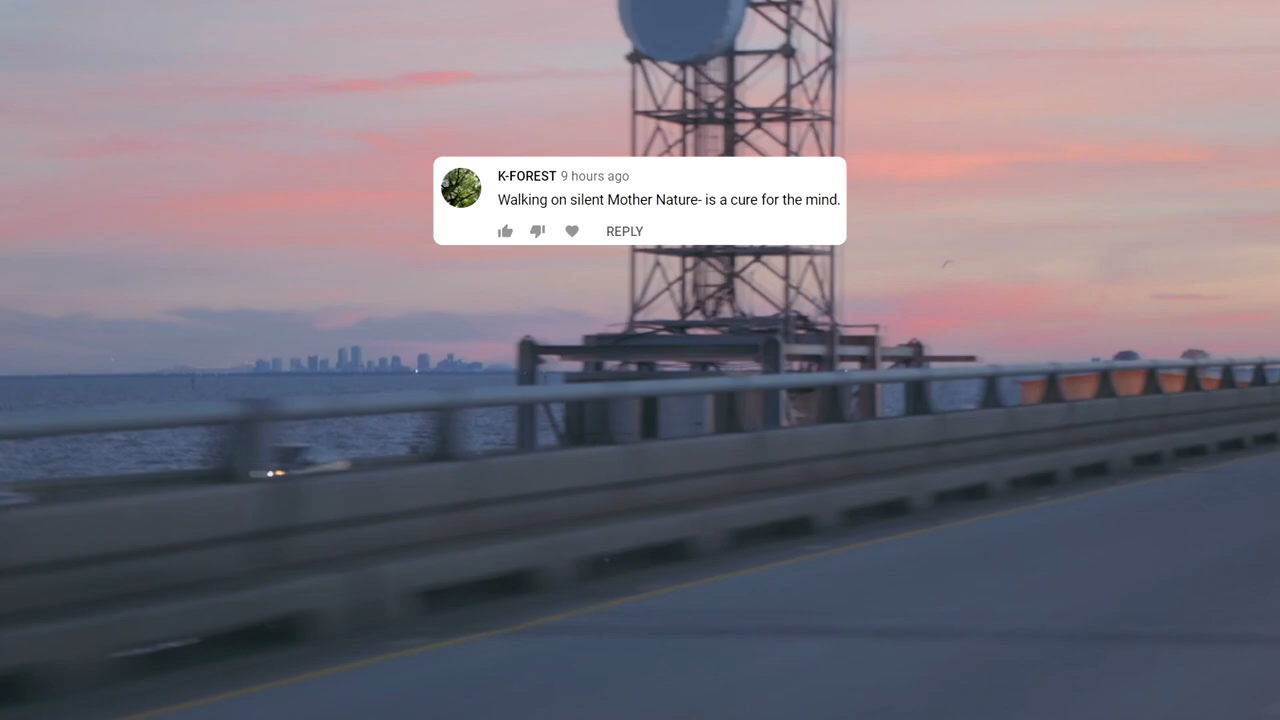 K-FOREST 9 hours ago
Walking on silent Mother Nature- is a cure for the mind.
REPLY